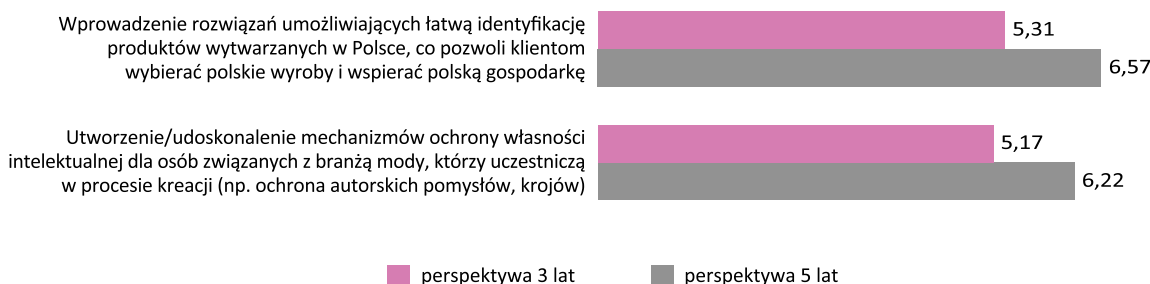 Wprowadzenie rozwiązań umożliwiających łatwą identyfikację
produktów wytwarzanych w Polsce, co pozwoli klientom
wybierać polskie wyroby i wspierać polską gospodarkę
5,31
6,57
Utworzenie/udoskonalenie mechanizmów ochrony własności
intelektualnej dla osób związanych z branżą mody, którzy uczestniczą
w procesie kreacji (np. ochrona autorskich pomysłów, krojów)
5,17
6,22
perspektywa 3 lat
perspektywa 5 lat